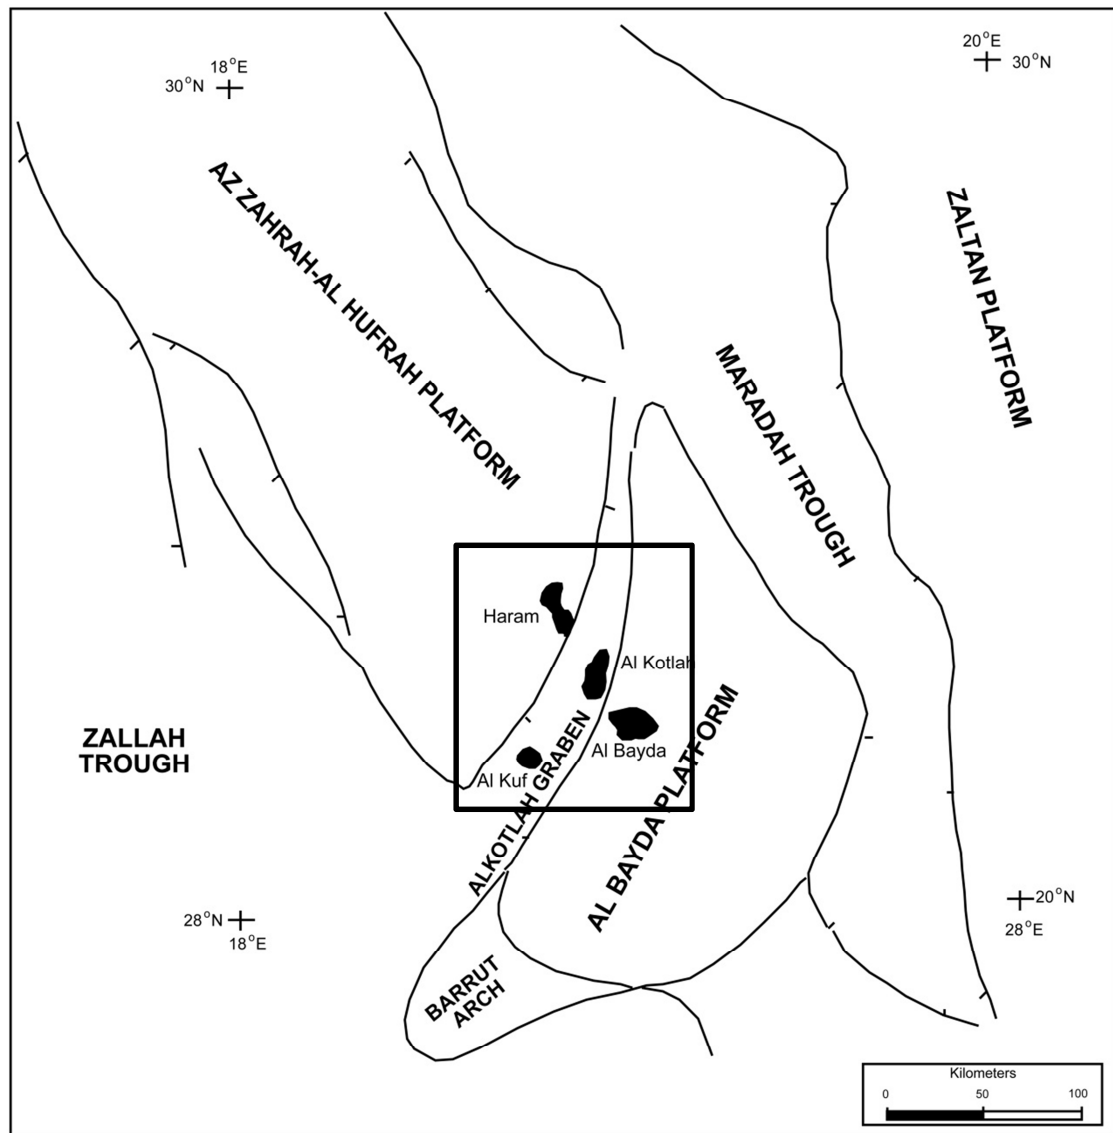 20°E
30°N
18°E
30°N
AZ ZAHRAH-AL HUFRAH PLATFORM
ZALTAN PLATFORM
MARADAH TROUGH
Haram
Al Kotlah
ZALLAH
TROUGH
Al Bayda
Al Kuf
ALKOTLAH GRABEN
AL BAYDA PLATFORM
20°N
28°E
28°N
18°E
BARRUT
ARCH
Kilometers
0 50 100